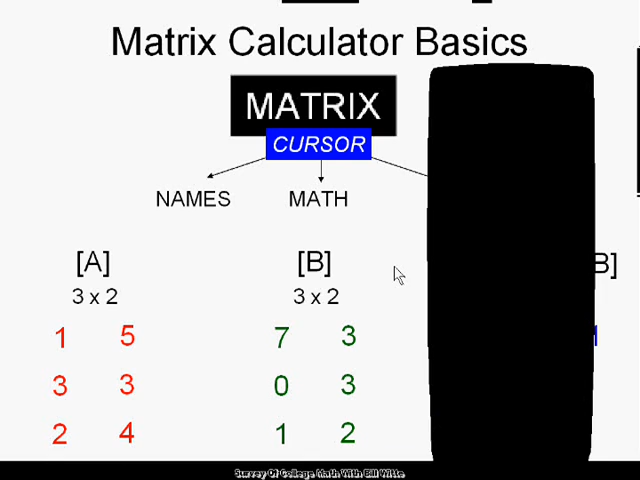 Matrix Calculator Basics
MATRIX
CURSOR
NAMES MATH
[A] [B] B]
3 x 2 3 x 2
1 5 7 3
3 3 0 3
2 4 1 2
Survey Of College Math With Bill Witte